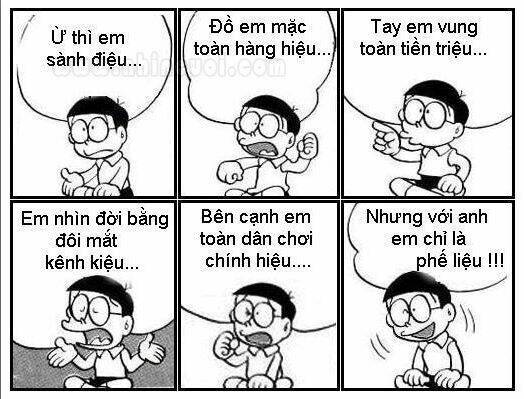 Ừ thì em
sành điệu...
Đồ em mặc
toàn hàng hiệu...
Tay em vung
toàn tiền triệu...
Em nhìn đời bằng
đôi mắt
kênh kiệu...
Bên cạnh em
toàn dân chơi
chính hiệu....
Nhưng với anh
em chỉ là
phế liệu !!!